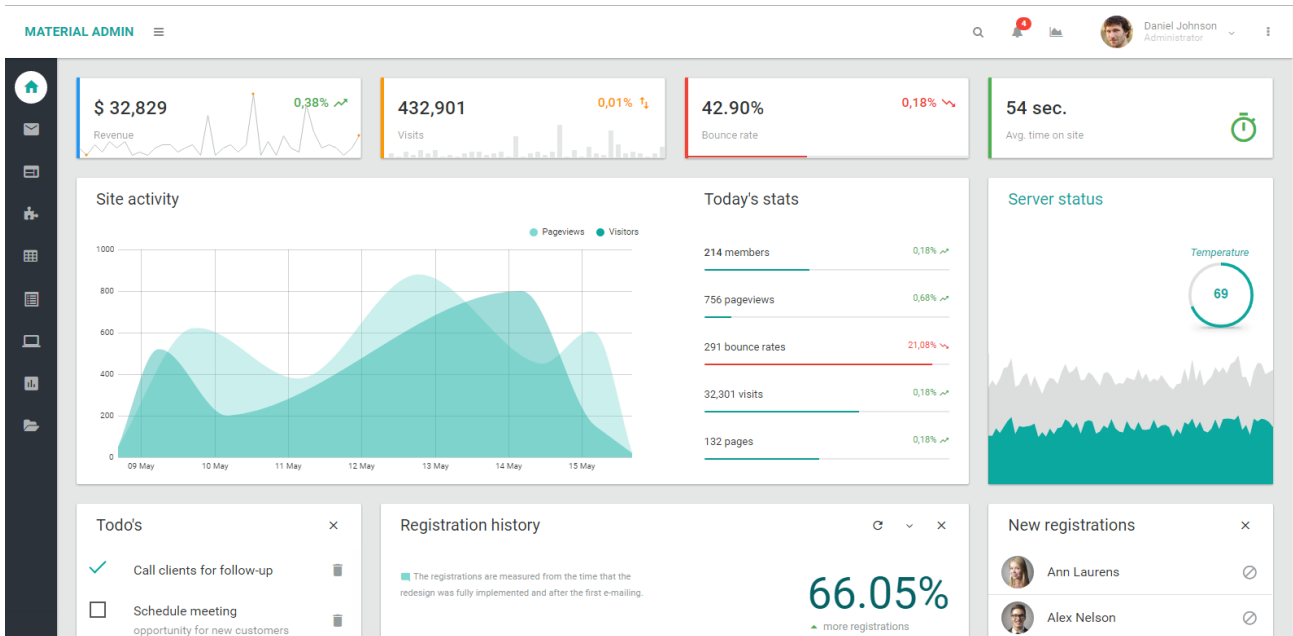 MATERIAL ADMIN
4
Daniel Johnson
Administrator
$ 32,829
0,38%
Revenue
432,901
0,01%
Visits
42.90%
0,18%
Bounce rate
54 sec.
Avg. time on site
Site activity
Pageviews
Visitors
1000
800
600
400
200
0
09 May
10 May
11 May
12 May
13 May
14 May
15 May
Today's stats
214 members
0,18%
756 pageviews
0,68%
291 bounce rates
21,08%
32,301 visits
0,18%
132 pages
0,18%
Server status
Temperature
69
Todo's
Call clients for follow-up
Schedule meeting
opportunity for new customers
Registration history
The registrations are measured from the time that the
redesign was fully implemented and after the first e-mailing.
66.05%
more registrations
New registrations
Ann Laurens
Alex Nelson